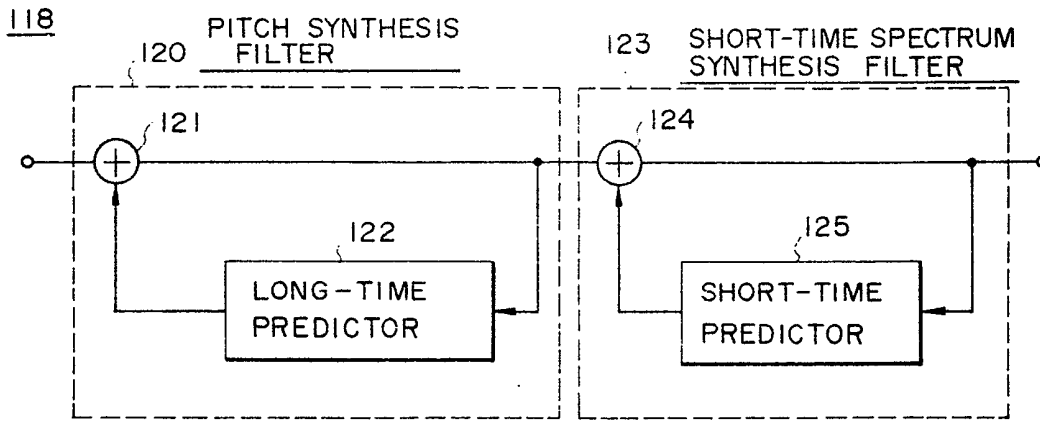 118
PITCH SYNTHESIS
FILTER
120
123
SHORT-TIME SPECTRUM
SYNTHESIS FILTER
121
+
124
+
122
LONG-TIME
PREDICTOR
125
SHORT-TIME
PREDICTOR